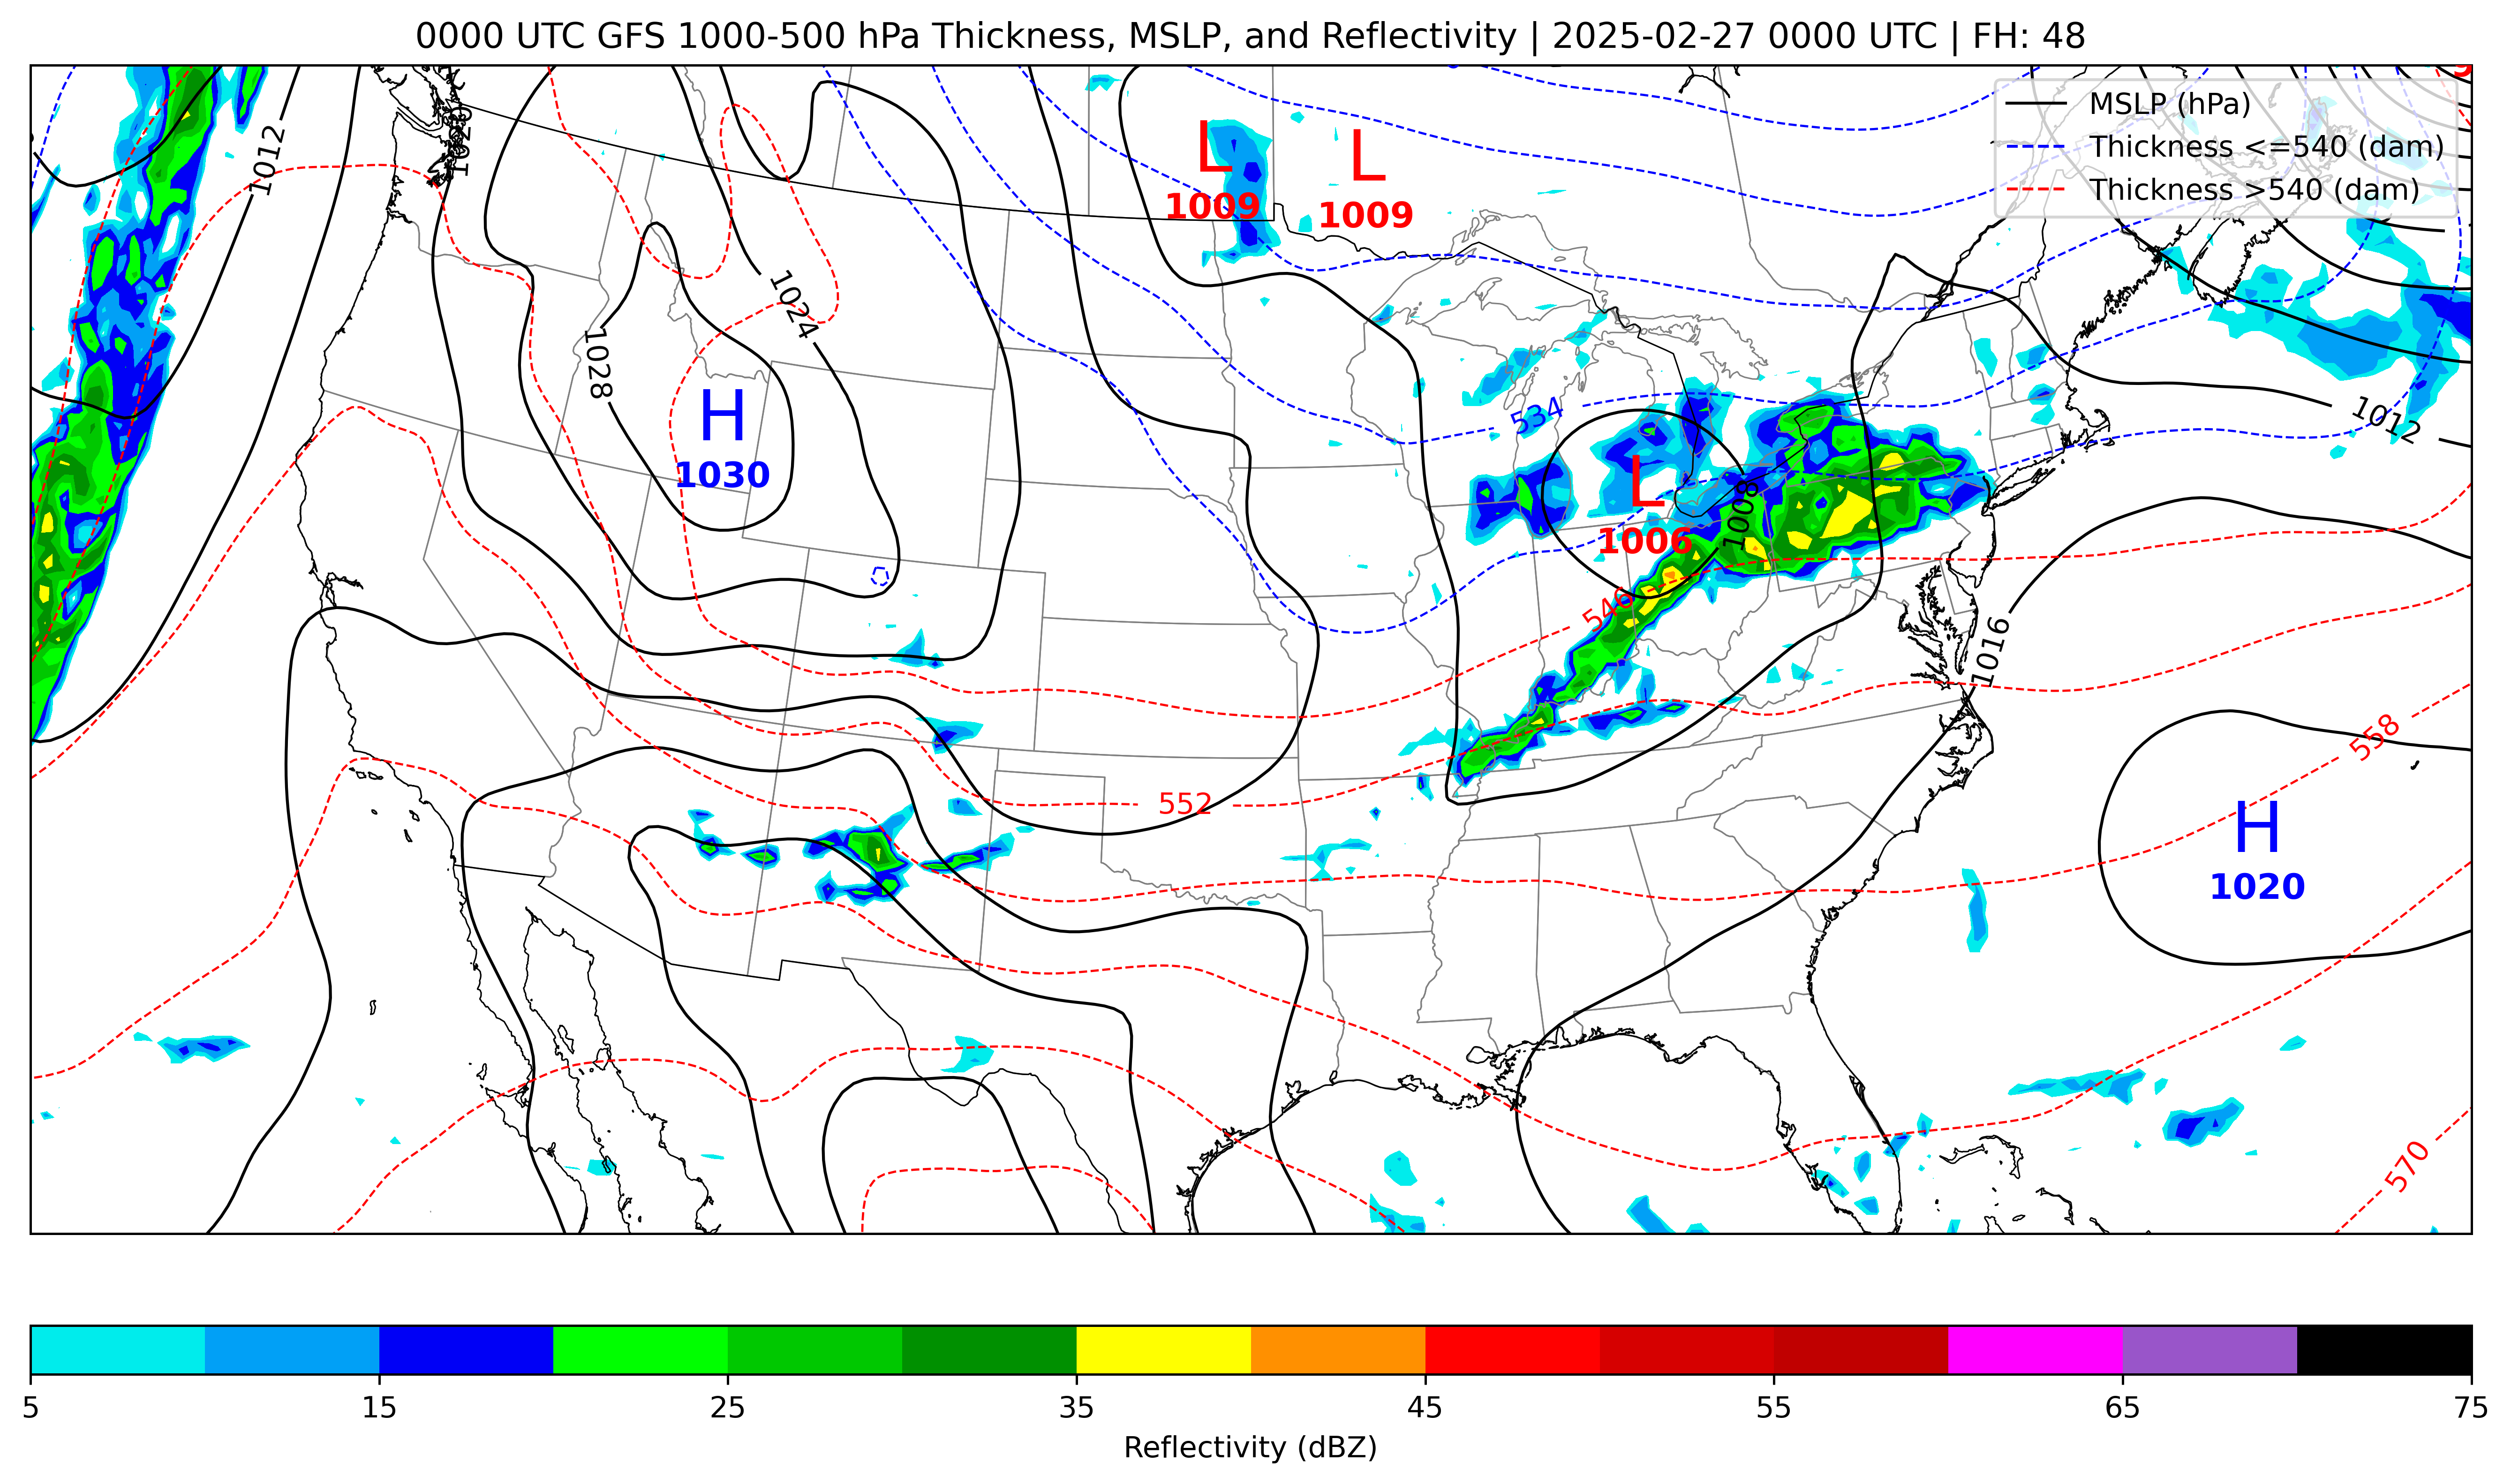 0000 UTC GFS 1000-500 hPa Thickness, MSLP, and Reflectivity | 2025-02-27 0000 UTC | FH: 48
MSLP (hPa)
Thickness <=540 (dam)
Thickness >540 (dam)
1012
1020
L
1009
L
1009
1024
1028
H
1030
534
1012
L
1006
1008
546
1016
558
552
H
1020
570
5
15
25
35
45
55
65
75
Reflectivity (dBZ)